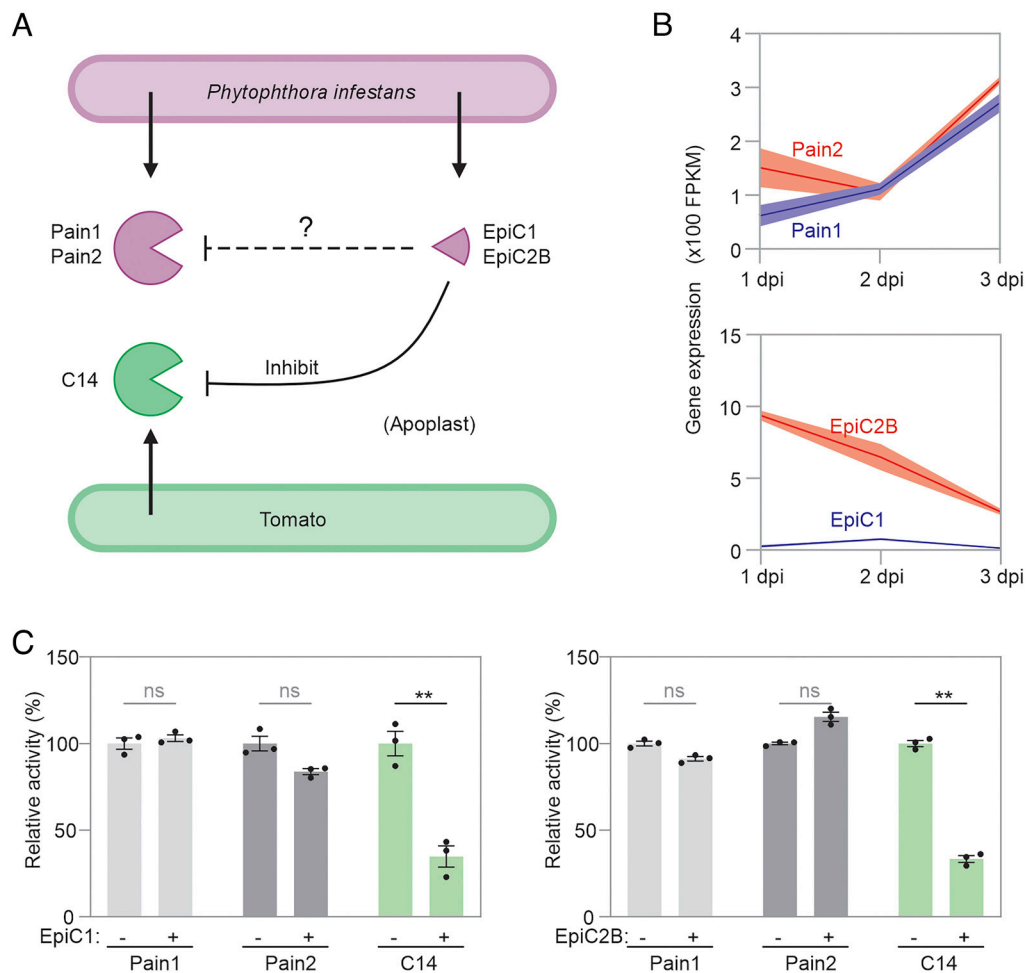 A
Phytophthora infestans
?
Pain1
Pain2
EpiC1
EpiC2B
C14
Inhibit
(Apoplast)
Tomato
B
Gene expression (x100 FPKM)
4
3
2
1
0
Pain2
Pain1
1 dpi 2 dpi 3 dpi
15
10
5
0
EpiC2B
EpiC1
1 dpi 2 dpi 3 dpi
C
Relative activity (%)
150
100
50
0
ns ns **
EpiC1: - + - + - +
Pain1 Pain2 C14
Relative activity (%)
150
100
50
0
ns ns **
EpiC2B: - + - + - +
Pain1 Pain2 C14